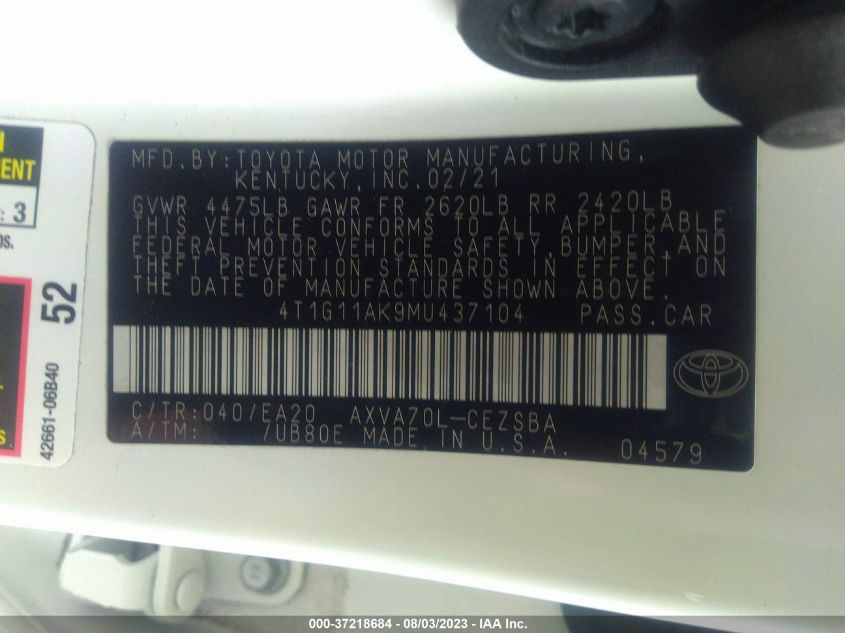 MFD.BY:TOYOTA MOTOR MANUFACTURING,
KENTUCKY,INC.02/21
GVWR 4475LB GAWR FR 2620LB RR 2420LB
THIS VEHICLE CONFORMS TO ALL APPLICABLE
FEDERAL MOTOR VEHICLE SAFETY,BUMPER,AND
THEFT PREVENTION STANDARDS IN EFFECT ON
THE DATE OF MANUFACTURE SHOWN ABOVE.
4T1G11AK9MU437104 PASS.CAR
C/TR:040/EA20 AXVA70L-CEZSBA
A/TM: /UB80E MADE IN U.S.A. 04579
3
52
42661-06B40
000-37218684 - 08/03/2023 - IAA Inc.